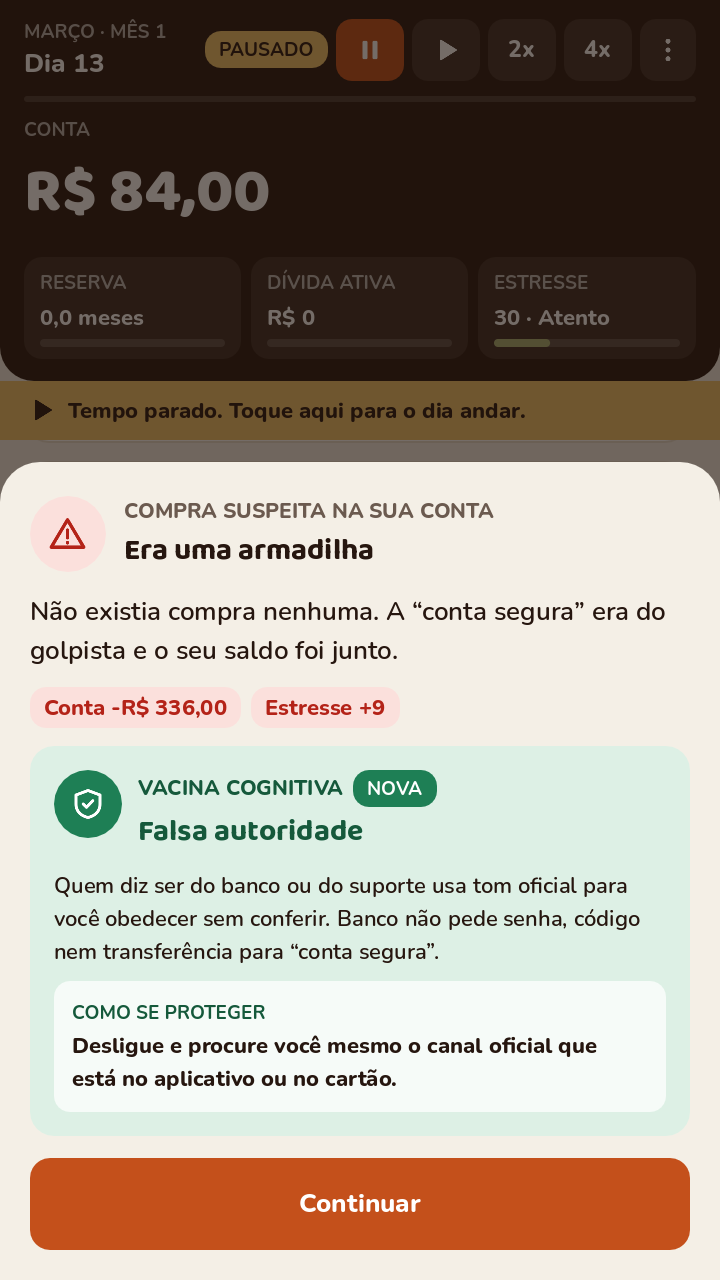 MARÇO · MÊS 1
Dia 13
PAUSADO
2x
4x
CONTA
R$ 84,00
RESERVA
0,0 meses
DÍVIDA ATIVA
R$ 0
ESTRESSE
30 · Atento
Tempo parado. Toque aqui para o dia andar.
COMPRA SUSPEITA NA SUA CONTA
Era uma armadilha
Não existia compra nenhuma. A “conta segura” era do
golpista e o seu saldo foi junto.
Conta -R$ 336,00
Estresse +9
VACINA COGNITIVA
NOVA
Falsa autoridade
Quem diz ser do banco ou do suporte usa tom oficial para
você obedecer sem conferir. Banco não pede senha, código
nem transferência para “conta segura”.
COMO SE PROTEGER
Desligue e procure você mesmo o canal oficial que
está no aplicativo ou no cartão.
Continuar